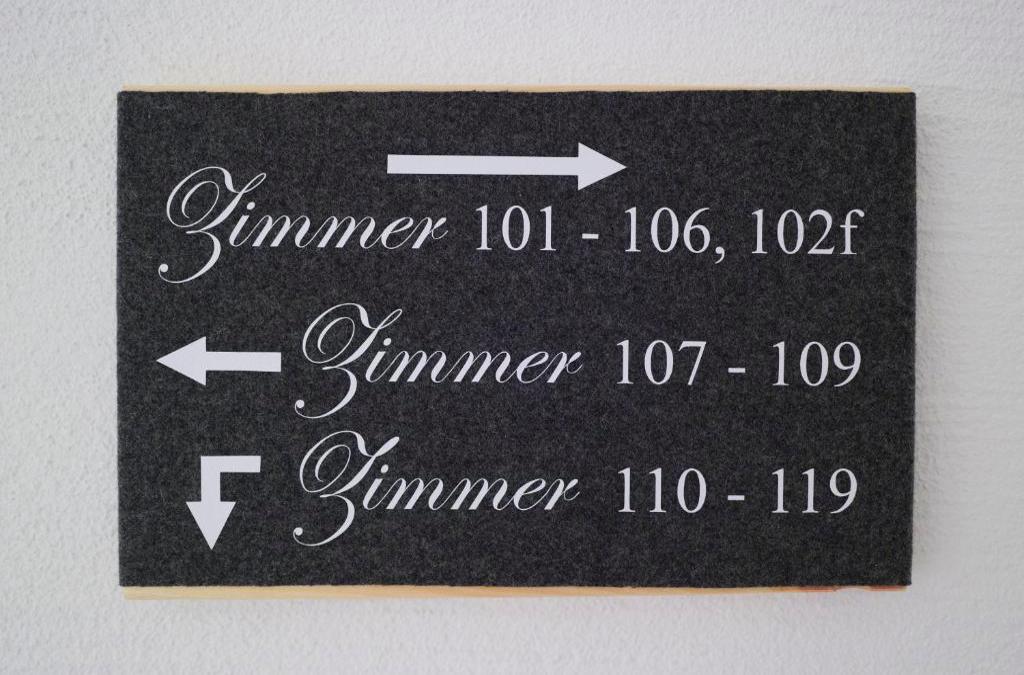 Zimmer 101 - 106, 102f
Zimmer 107 - 109
Zimmer 110 - 119